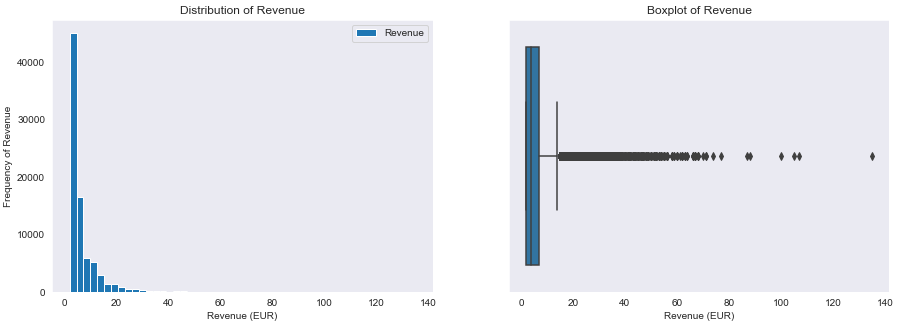 Distribution of Revenue
Revenue
Frequency of Revenue
40000
30000
20000
10000
0
0 20 40 60 80 100 120 140
Revenue (EUR)
Boxplot of Revenue
0 20 40 60 80 100 120 140
Revenue (EUR)